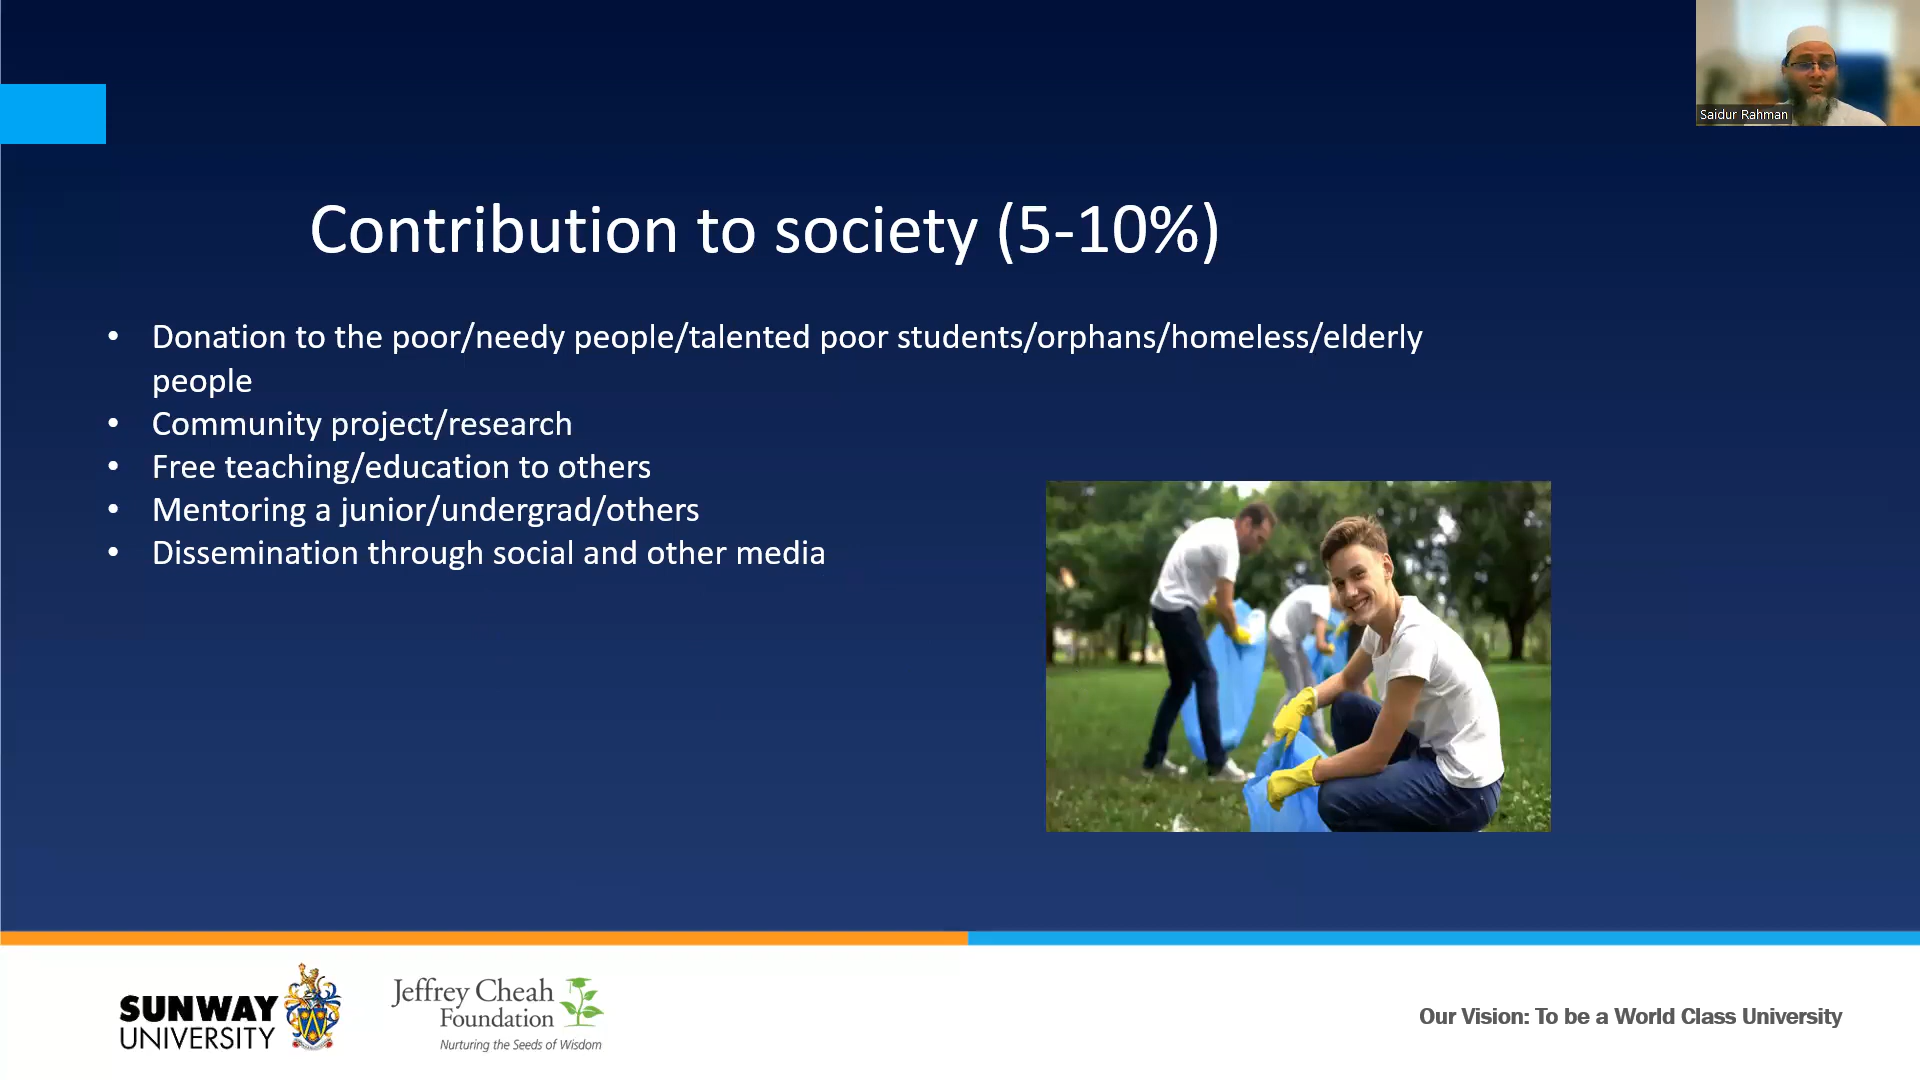 Saidur Rahman
Contribution to society (5-10%)
• Donation to the poor/needy people/talented poor students/orphans/homeless/elderly
people
• Community project/research
• Free teaching/education to others
• Mentoring a junior/undergrad/others
• Dissemination through social and other media
SUNWAY
UNIVERSITY
Jeffrey Cheah
Foundation
Nurturing the Seeds of Wisdom
Our Vision: To be a World Class University